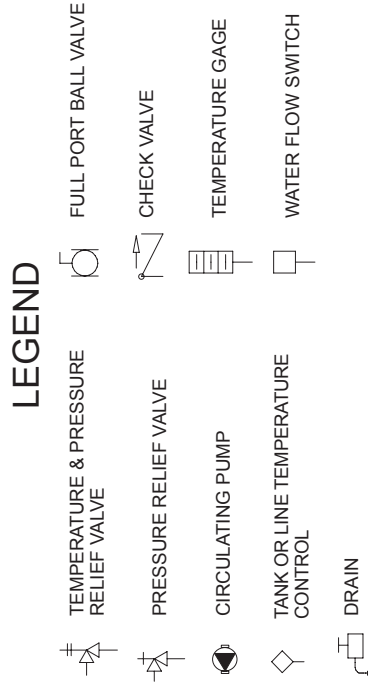 LEGEND
TEMPERATURE & PRESSURE
RELIEF VALVE
PRESSURE RELIEF VALVE
CIRCULATING PUMP
TANK OR LINE TEMPERATURE
CONTROL
DRAIN
FULL PORT BALL VALVE
CHECK VALVE
TEMPERATURE GAGE
WATER FLOW SWITCH